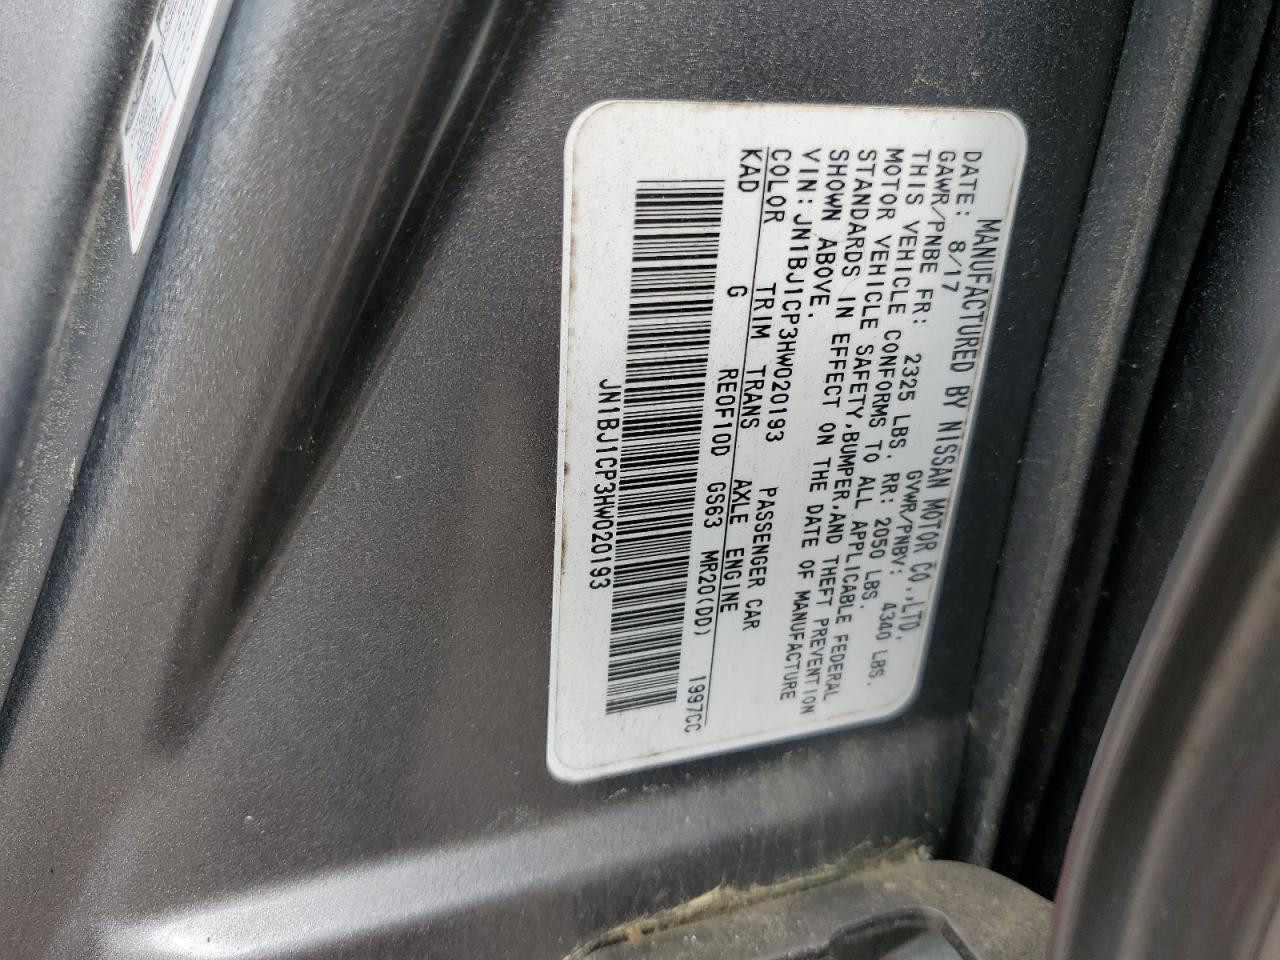 MANUFACTURED BY NISSAN MOTOR CO.,LTD.
DATE: 8/17 GVWR/PNBV: 4340 LBS.
GAWR/PNBE FR: 2325 LBS. RR: 2050 LBS.
THIS VEHICLE CONFORMS TO ALL APPLICABLE FEDERAL
MOTOR VEHICLE SAFETY,BUMPER,AND THEFT PREVENTION
STANDARDS IN EFFECT ON THE DATE OF MANUFACTURE
SHOWN ABOVE.
VIN:JN1BJ1CP3HW020193 PASSENGER CAR
COLOR TRIM TRANS AXLE ENGINE
KAD G RE0F10D GS63 MR20(DD) 1997CC
JN1BJ1CP3HW020193